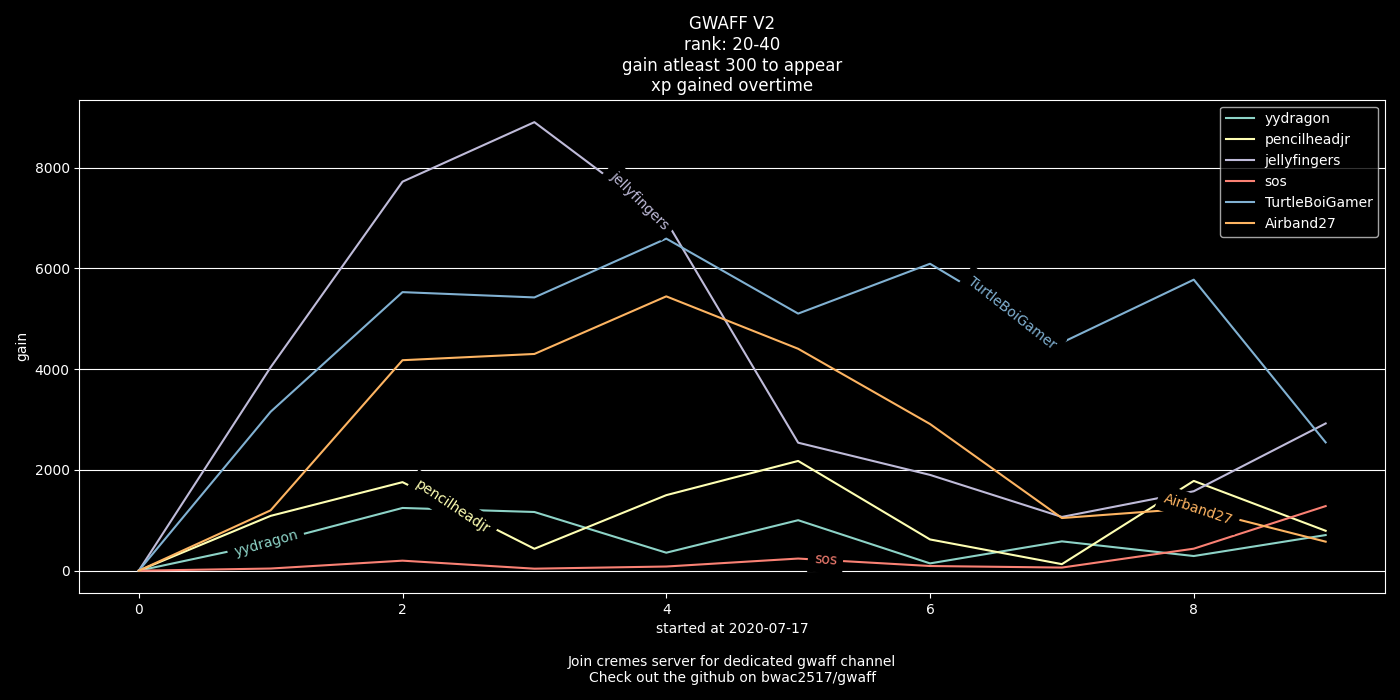 GWAFF V2
rank: 20-40
gain atleast 300 to appear
xp gained overtime
yydragon
pencilheadjr
jellyfingers
sos
TurtleBoiGamer
Airband27
8000
6000
4000
2000
0
gain
jellyfingers
TurtleBoiGamer
pencilheadjr
Airband27
yydragon
sos
0 2 4 6 8
started at 2020-07-17
Join cremes server for dedicated gwaff channel
Check out the github on bwac2517/gwaff